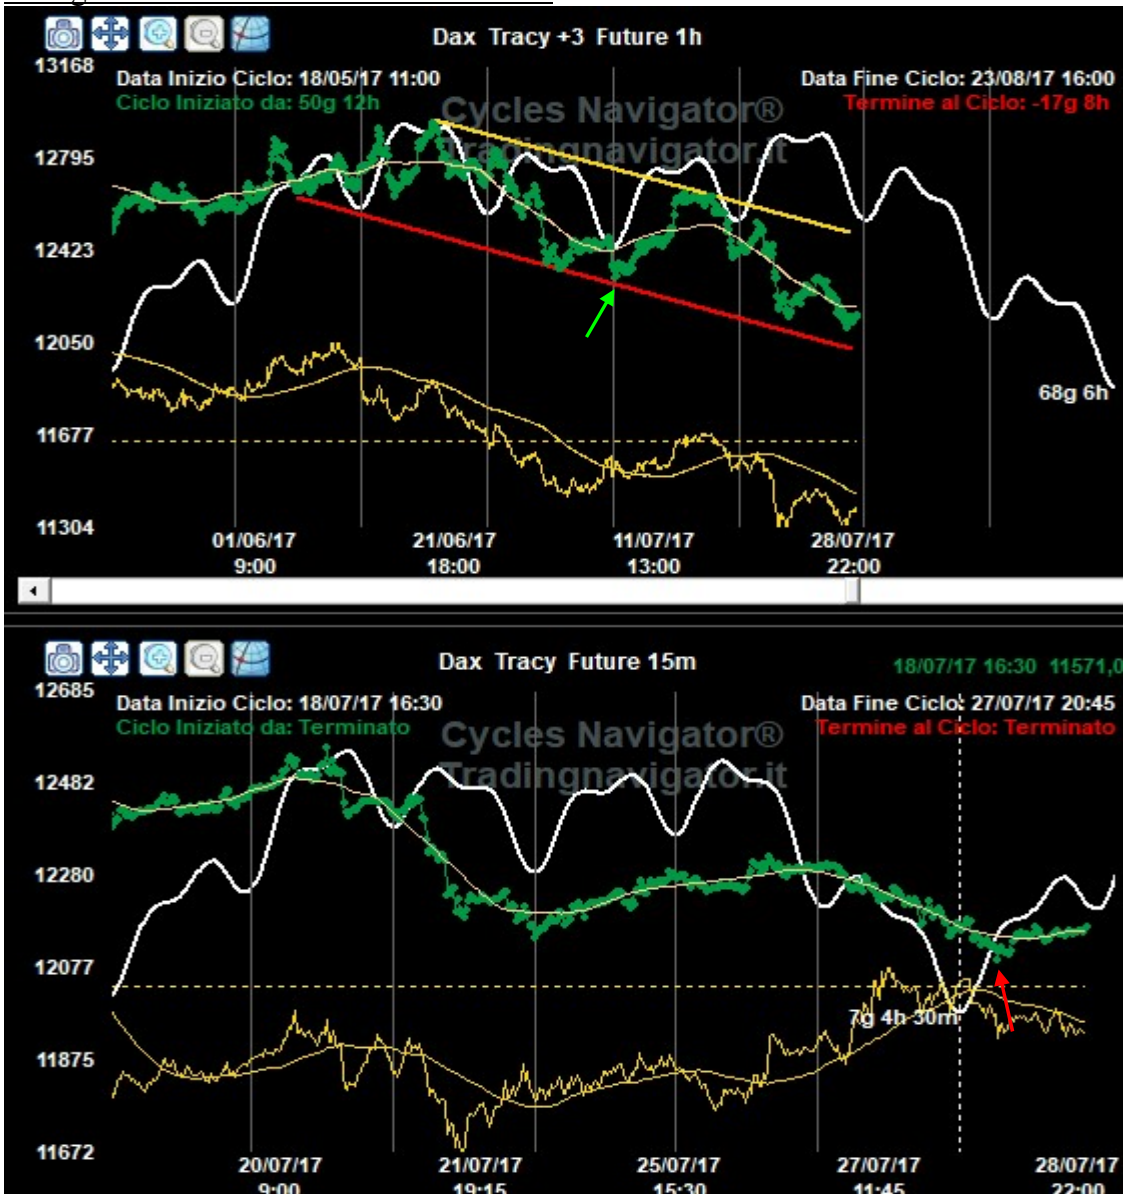 Dax Tracy +3 Future 1h
13168
Data Inizio Ciclo: 18/05/17 11:00
Data Fine Ciclo: 23/08/17 16:00
Ciclo Iniziato da: 50g 12h
Termine al Ciclo: -17g 8h
Cycles Navigator®
Tradingnavigator.it
12795
12423
12050
68g 6h
11677
11304
01/06/17 21/06/17 11/07/17 28/07/17
9:00 18:00 13:00 22:00
Dax Tracy Future 15m
18/07/17 16:30 11571,0
12685
Data Inizio Ciclo: 18/07/17 16:30
Data Fine Ciclo: 27/07/17 20:45
Ciclo Iniziato da: Terminato
Termine al Ciclo: Terminato
Cycles Navigator®
Tradingnavigator.it
12482
12280
12077
7g 4h 30m
11875
11672
20/07/17 21/07/17 25/07/17 27/07/17 28/07/17
9:00 19:15 15:30 11:45 22:00